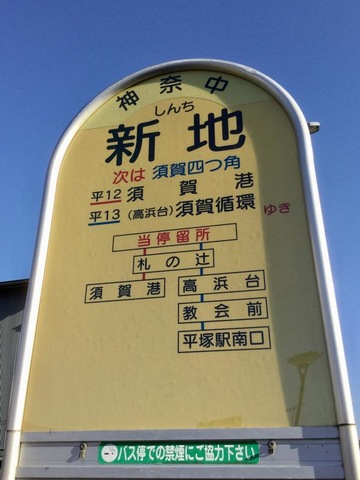 神奈中
しんち
新地
次は 須賀四つ角
平12 須賀港
平13 (高浜台) 須賀循環 ゆき
当停留所
札の辻
須賀港 高浜台
教会前
平塚駅南口
バス停での禁煙にご協力下さい